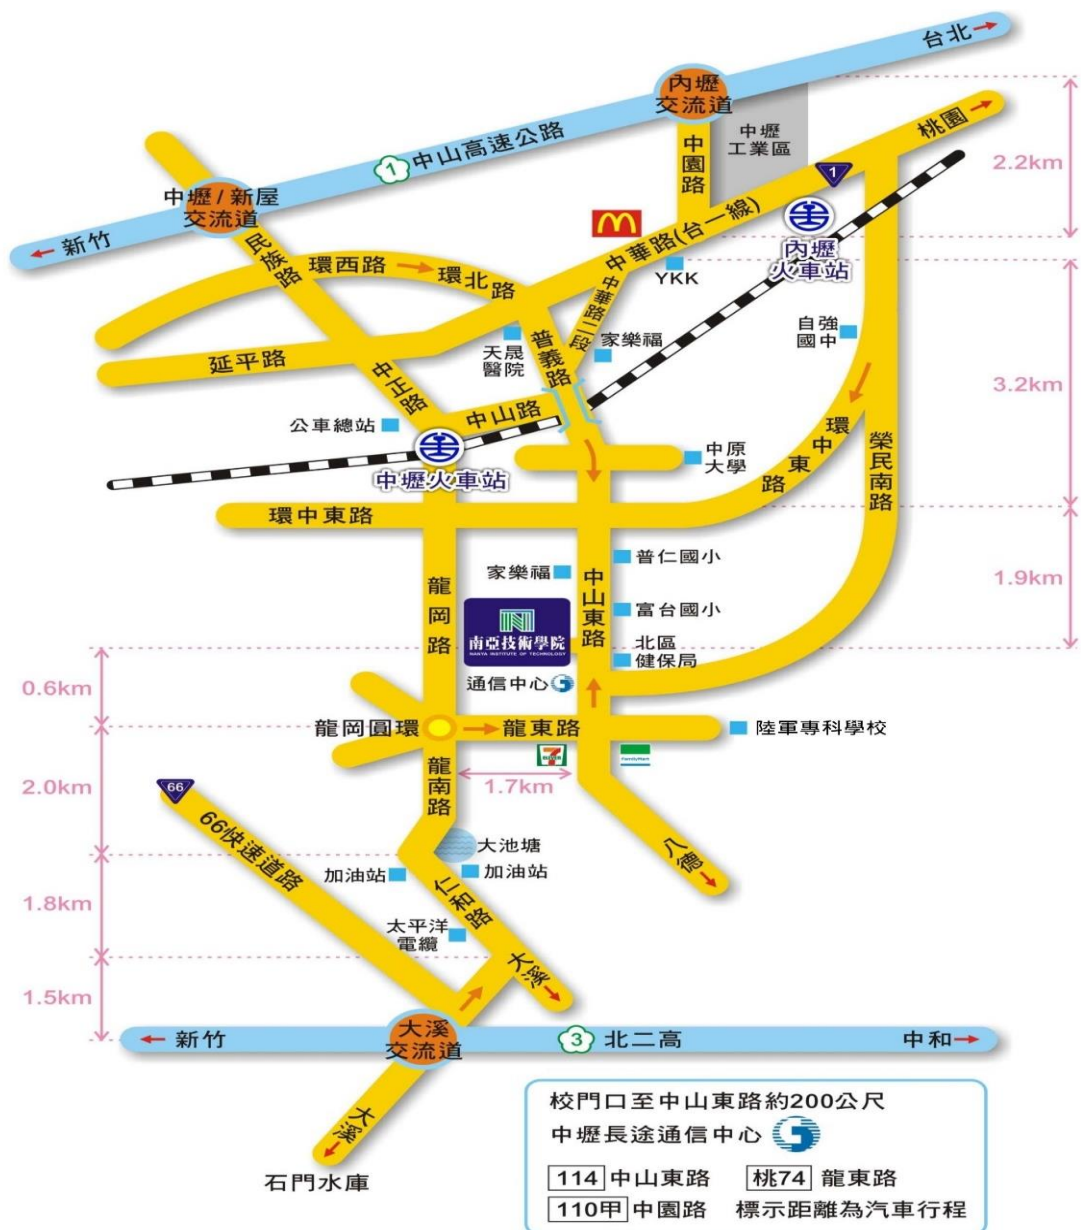 台北
內壢
交流道
中壢
工業區
桃園
2.2km
1
中山高速公路
中園路
1
中壢/新屋
交流道
新竹
民族路
中華路(台一線)
內壢
火車站
YKK
環西路
環北路
中華路二段
家樂福
自強
國中
延平路
天晟
醫院
普義路
3.2km
中正路
公車總站
中山路
中壢火車站
中原
大學
環中東路
榮民南路
環中東路
龍岡路
家樂福
中山東路
普仁國小
1.9km
富台國小
南亞技術學院
NANYA INSTITUTE OF TECHNOLOGY
北區
健保局
0.6km
通信中心
龍岡圓環
龍東路
陸軍專科學校
7
ELEVEN
FamilyMart
2.0km
龍南路
1.7km
66
66快速道路
大池塘
八德
加油站
加油站
1.8km
仁和路
太平洋
電纜
大溪
1.5km
新竹
大溪
交流道
3
北二高
中和
大溪
石門水庫
校門口至中山東路約200公尺
中壢長途通信中心
114 中山東路 桃74 龍東路
110甲 中園路 標示距離為汽車行程